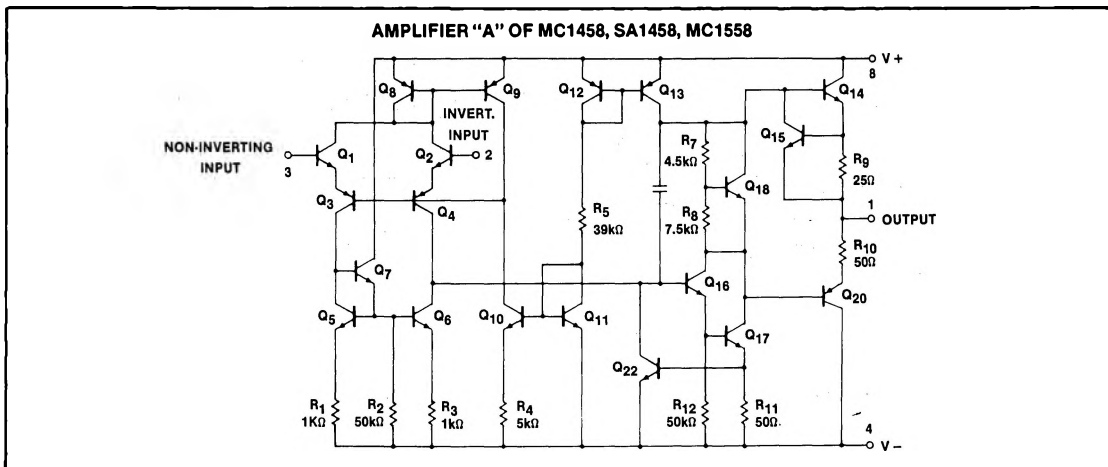 AMPLIFIER "A" OF MC1458, SA1458, MC1558
V +
8
Q8
Q9
Q12
Q13
Q14
INVERT.
INPUT
Q15
NON-INVERTING
INPUT
3
Q1
Q2
2
R7
4.5kΩ
R9
25Ω
Q18
Q3
Q4
R5
39kΩ
R8
7.5kΩ
1
OUTPUT
R10
50Ω
Q7
Q16
Q20
Q5
Q6
Q10
Q11
Q17
Q22
R1
1KΩ
R2
50kΩ
R3
1kΩ
R4
5kΩ
R12
50kΩ
R11
50Ω.
4
V −